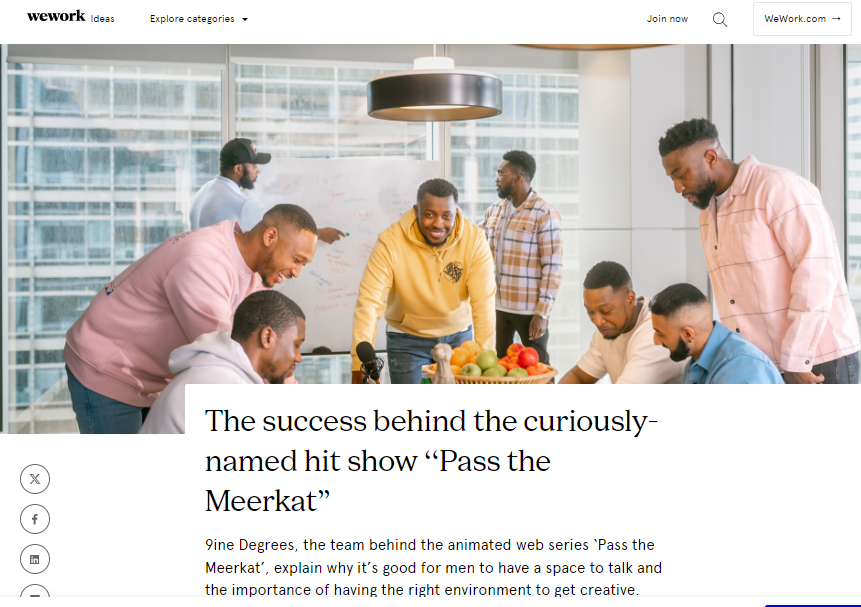 wework Ideas Explore categories Join now WeWork.com →
The success behind the curiously-
named hit show “Pass the
Meerkat”
9ine Degrees, the team behind the animated web series ‘Pass the
Meerkat’, explain why it’s good for men to have a space to talk and
the importance of having the right environment to get creative.